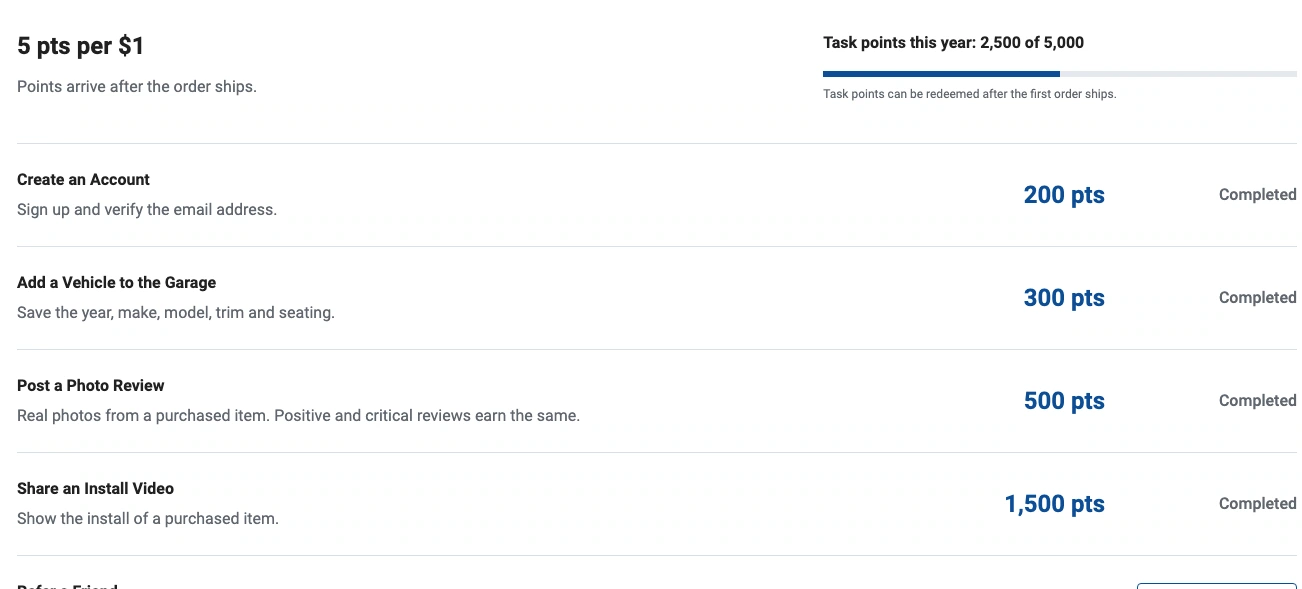 5 pts per $1
Points arrive after the order ships.
Task points this year: 2,500 of 5,000
Task points can be redeemed after the first order ships.
Create an Account
Sign up and verify the email address.
200 pts
Completed
Add a Vehicle to the Garage
Save the year, make, model, trim and seating.
300 pts
Completed
Post a Photo Review
Real photos from a purchased item. Positive and critical reviews earn the same.
500 pts
Completed
Share an Install Video
Show the install of a purchased item.
1,500 pts
Completed
Refer a Friend